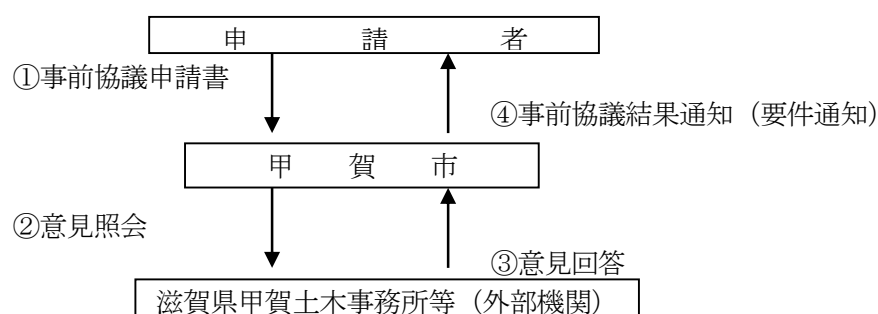 申請者
①事前協議申請書
④事前協議結果通知（要件通知）
甲賀市
②意見照会
③意見回答
滋賀県甲賀土木事務所等（外部機関）